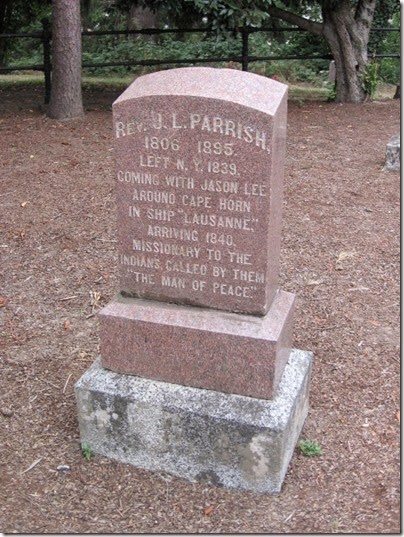 REV. J. L. PARRISH,
1806 1895.
LEFT N. Y. 1839,
COMING WITH JASON LEE
AROUND CAPE HORN
IN SHIP "LAUSANNE,"
ARRIVING 1840.
MISSIONARY TO THE
INDIANS CALLED BY THEM
"THE MAN OF PEACE."